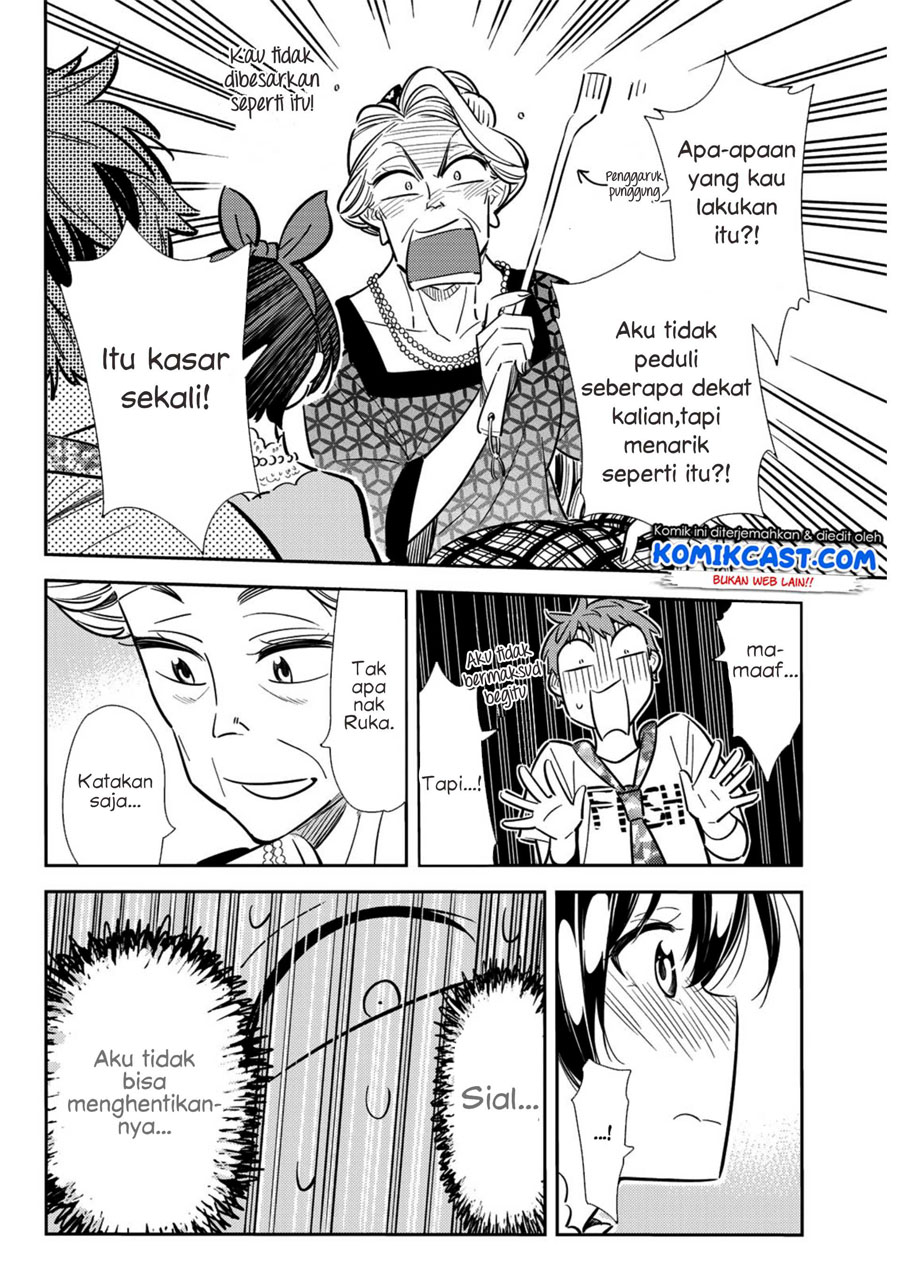 Apa-apaan
yang kau
lakukan
itu?!
Penggaruk
punggung
Kau tidak
dibesarkan
seperti itu!
Aku tidak
peduli
seberapa dekat
kalian,tapi
menarik
seperti itu?!
Itu kasar
sekali!
Komik ini diterjemahkan & diedit oleh
KOMIKCAST.COM
BUKAN WEB LAIN!!
ma-
maaf...
Aku tidak
bermaksud
begitu
Tapi...!
FISH
Tak
apa
nak
Ruka.
Katakan
saja...
...!
Sial...
Aku tidak
bisa
menghentikan-
nya...